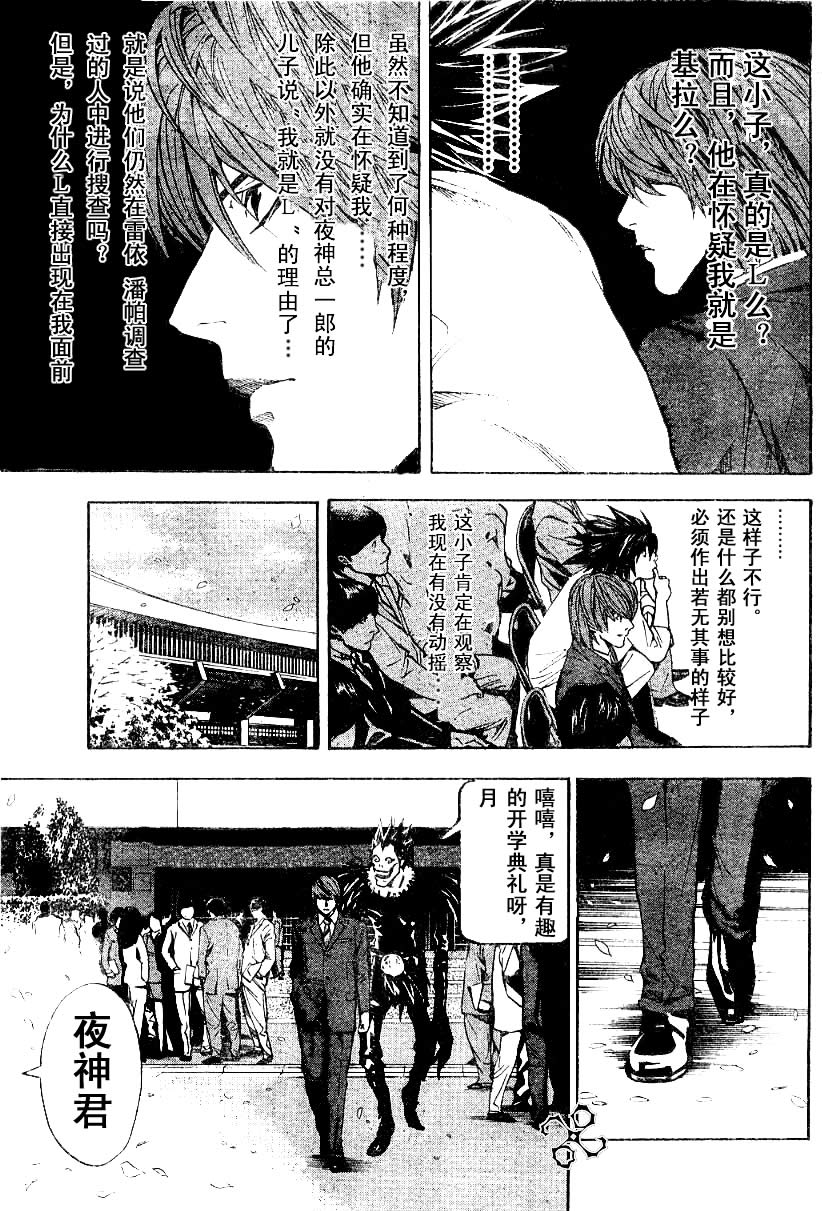 这小子，真的是L么？
而且，他在怀疑我就是
基拉么？
………………
………………
虽然不知道到了何种程度，
但他确实在怀疑我……
除此以外就没有对夜神总一郎的
儿子说“我就是L”的理由了…
就是说他们仍然在雷依 潘帕调查
过的人中进行搜查吗？
但是，为什么L直接出现在我面前
………
这样子不行。
还是什么都别想比较好，
必须作出若无其事的样子
这小子肯定在观察
我现在有没有动摇…
嘻嘻，真是有趣
的开学典礼呀，
月
夜神君